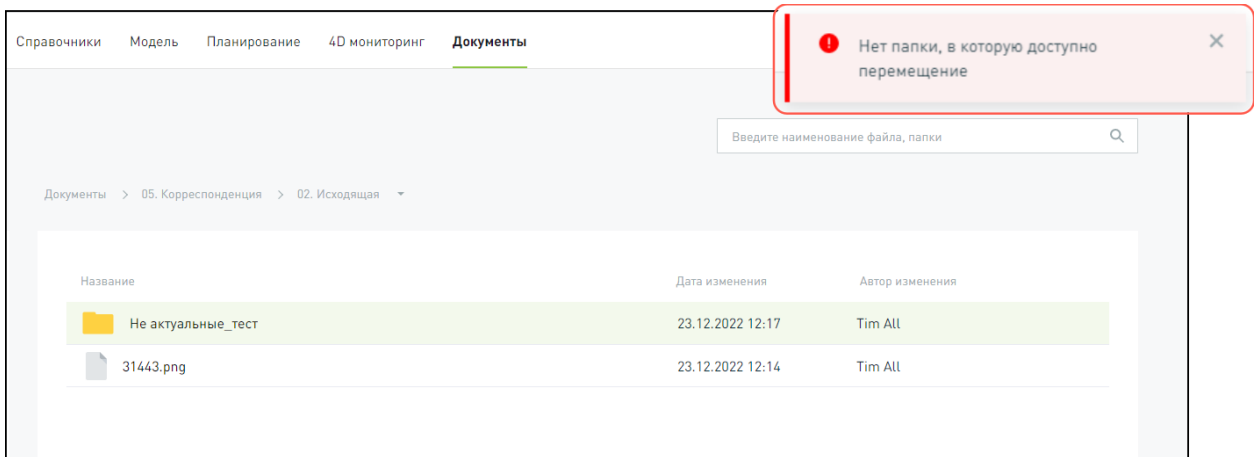 Справочники Модель Планирование 4D мониторинг Документы
Нет папки, в которую доступно
перемещение
Введите наименование файла, папки
Документы > 05. Корреспонденция > 02. Исходящая
Название Дата изменения Автор изменения
Не актуальные_тест 23.12.2022 12:17 Tim All
31443.png 23.12.2022 12:14 Tim All